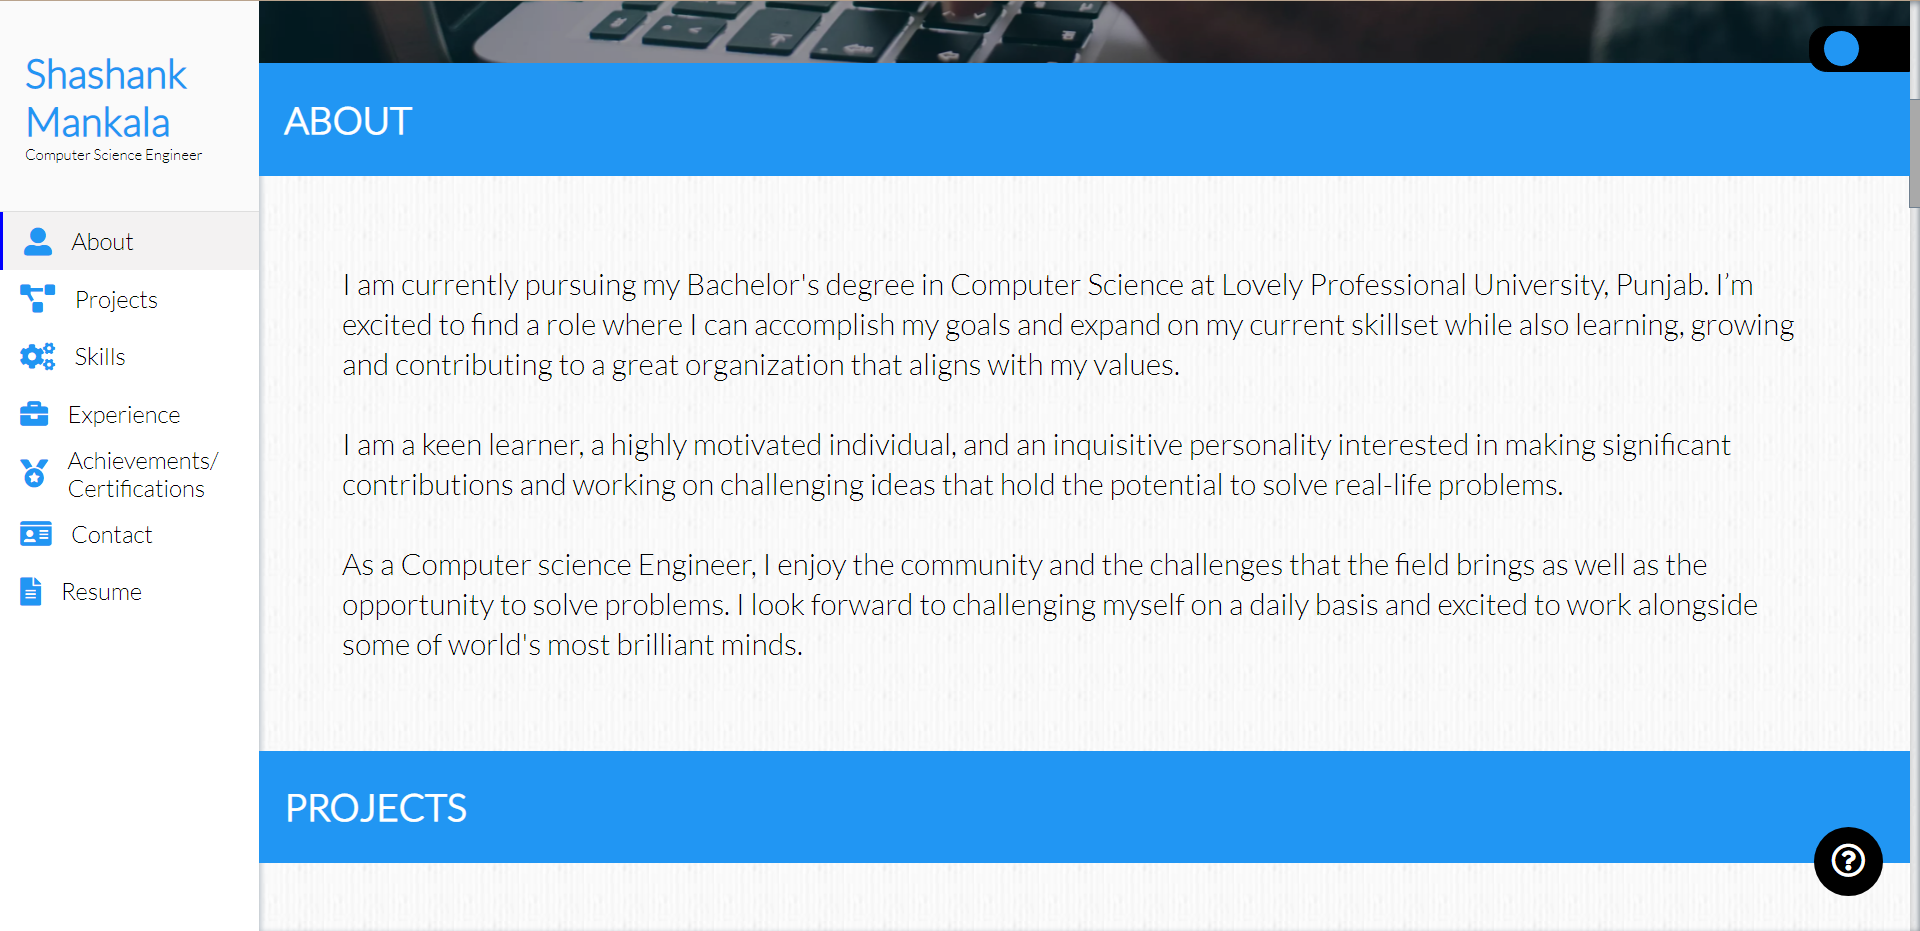 Shashank
Mankala
Computer Science Engineer
About
Projects
Skills
Experience
Achievements/
Certifications
Contact
Resume
ABOUT
I am currently pursuing my Bachelor's degree in Computer Science at Lovely Professional University, Punjab. I’m
excited to find a role where I can accomplish my goals and expand on my current skillset while also learning, growing
and contributing to a great organization that aligns with my values.
I am a keen learner, a highly motivated individual, and an inquisitive personality interested in making significant
contributions and working on challenging ideas that hold the potential to solve real-life problems.
As a Computer science Engineer, I enjoy the community and the challenges that the field brings as well as the
opportunity to solve problems. I look forward to challenging myself on a daily basis and excited to work alongside
some of world's most brilliant minds.
PROJECTS